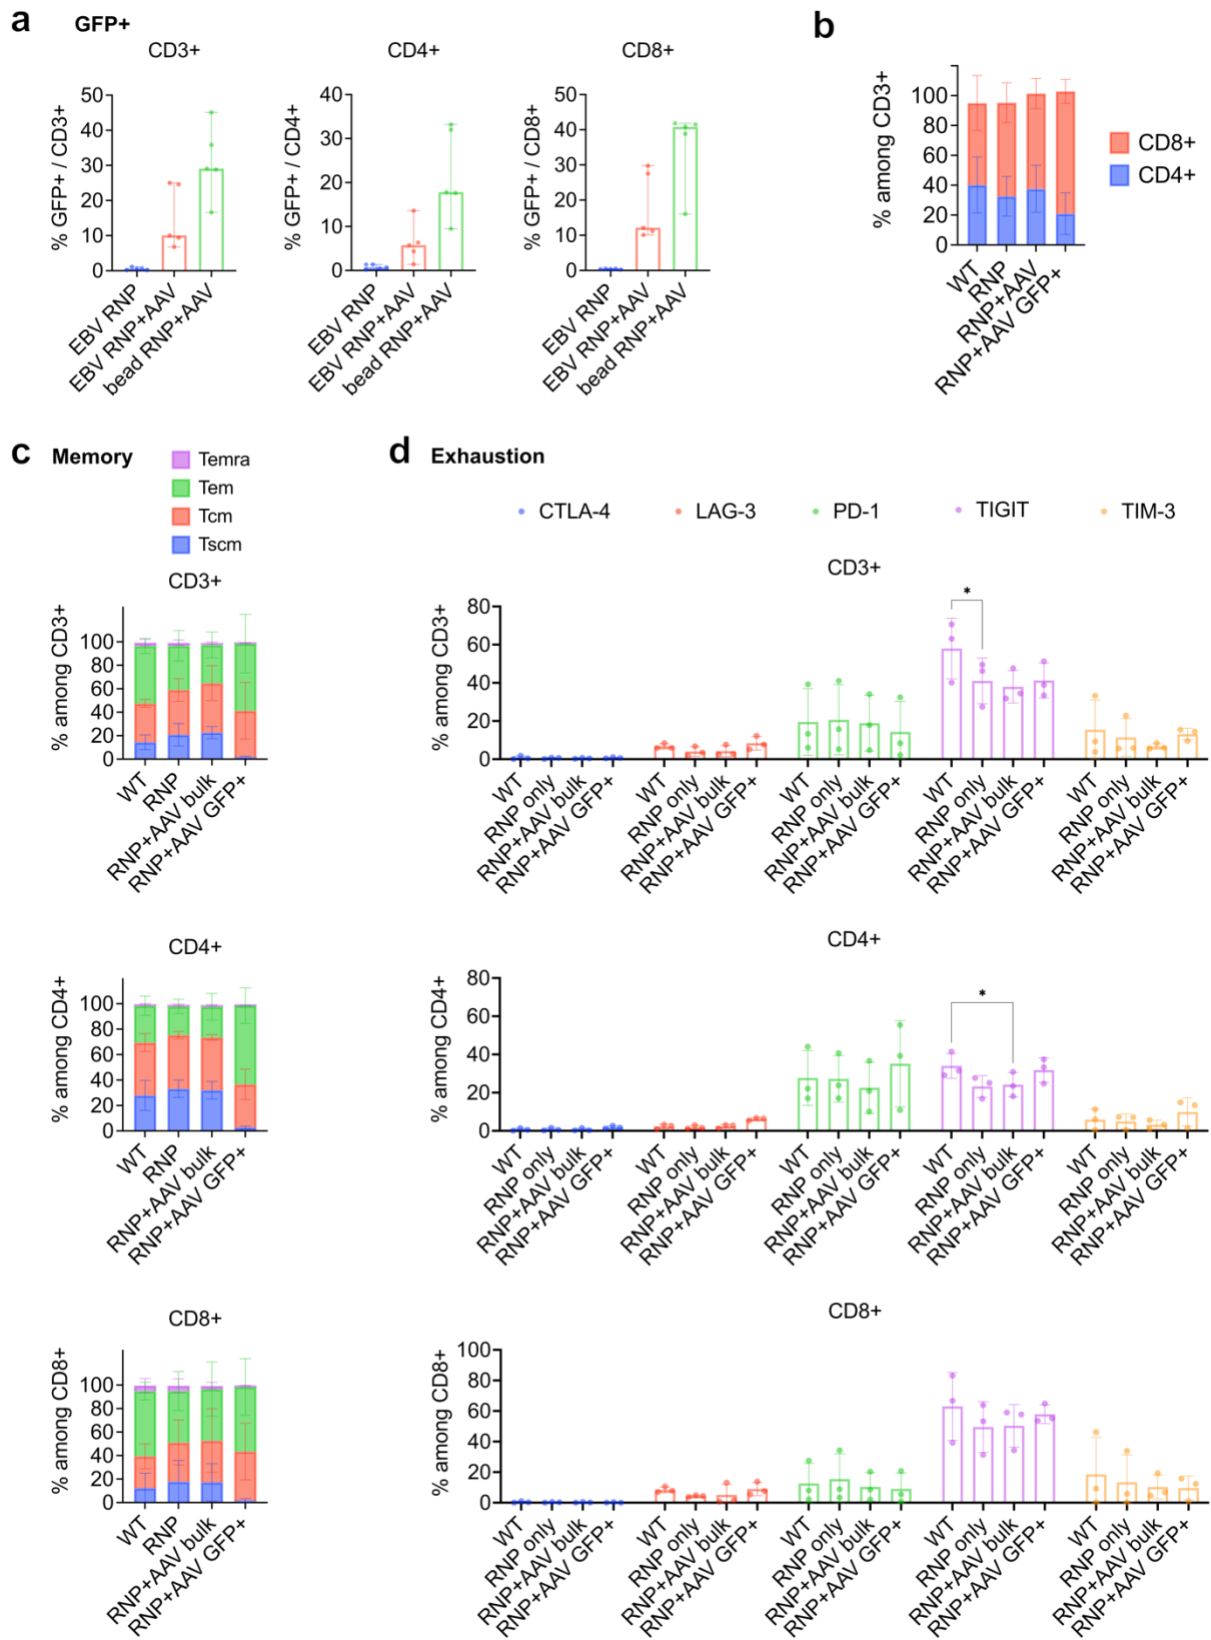 a GFP+
CD3+ CD4+ CD8+
% GFP+ / CD3+
50
40
30
20
10
0
EBV RNP
EBV RNP+AAV
bead RNP+AAV
% GFP+ / CD4+
40
30
20
10
0
EBV RNP
EBV RNP+AAV
bead RNP+AAV
% GFP+ / CD8+
50
40
30
20
10
0
EBV RNP
EBV RNP+AAV
bead RNP+AAV
b
% among CD3+
100
80
60
40
20
0
WT
RNP
RNP+AAV
RNP+AAV GFP+
CD8+
CD4+
c Memory
Temra
Tem
Tcm
Tscm
CD3+
% among CD3+
100
80
60
40
20
0
WT
RNP
RNP+AAV bulk
RNP+AAV GFP+
CD4+
% among CD4+
100
80
60
40
20
0
WT
RNP
RNP+AAV bulk
RNP+AAV GFP+
CD8+
% among CD8+
100
80
60
40
20
0
WT
RNP
RNP+AAV bulk
RNP+AAV GFP+
d Exhaustion
CTLA-4 LAG-3 PD-1 TIGIT TIM-3
CD3+
% among CD3+
80
60
40
20
0
*
WT
RNP only
RNP+AAV bulk
RNP+AAV GFP+
WT
RNP only
RNP+AAV bulk
RNP+AAV GFP+
WT
RNP only
RNP+AAV bulk
RNP+AAV GFP+
WT
RNP only
RNP+AAV bulk
RNP+AAV GFP+
WT
RNP only
RNP+AAV bulk
RNP+AAV GFP+
CD4+
% among CD4+
80
60
40
20
0
*
WT
RNP only
RNP+AAV bulk
RNP+AAV GFP+
WT
RNP only
RNP+AAV bulk
RNP+AAV GFP+
WT
RNP only
RNP+AAV bulk
RNP+AAV GFP+
WT
RNP only
RNP+AAV bulk
RNP+AAV GFP+
WT
RNP only
RNP+AAV bulk
RNP+AAV GFP+
CD8+
% among CD8+
100
80
60
40
20
0
WT
RNP only
RNP+AAV bulk
RNP+AAV GFP+
WT
RNP only
RNP+AAV bulk
RNP+AAV GFP+
WT
RNP only
RNP+AAV bulk
RNP+AAV GFP+
WT
RNP only
RNP+AAV bulk
RNP+AAV GFP+
WT
RNP only
RNP+AAV bulk
RNP+AAV GFP+